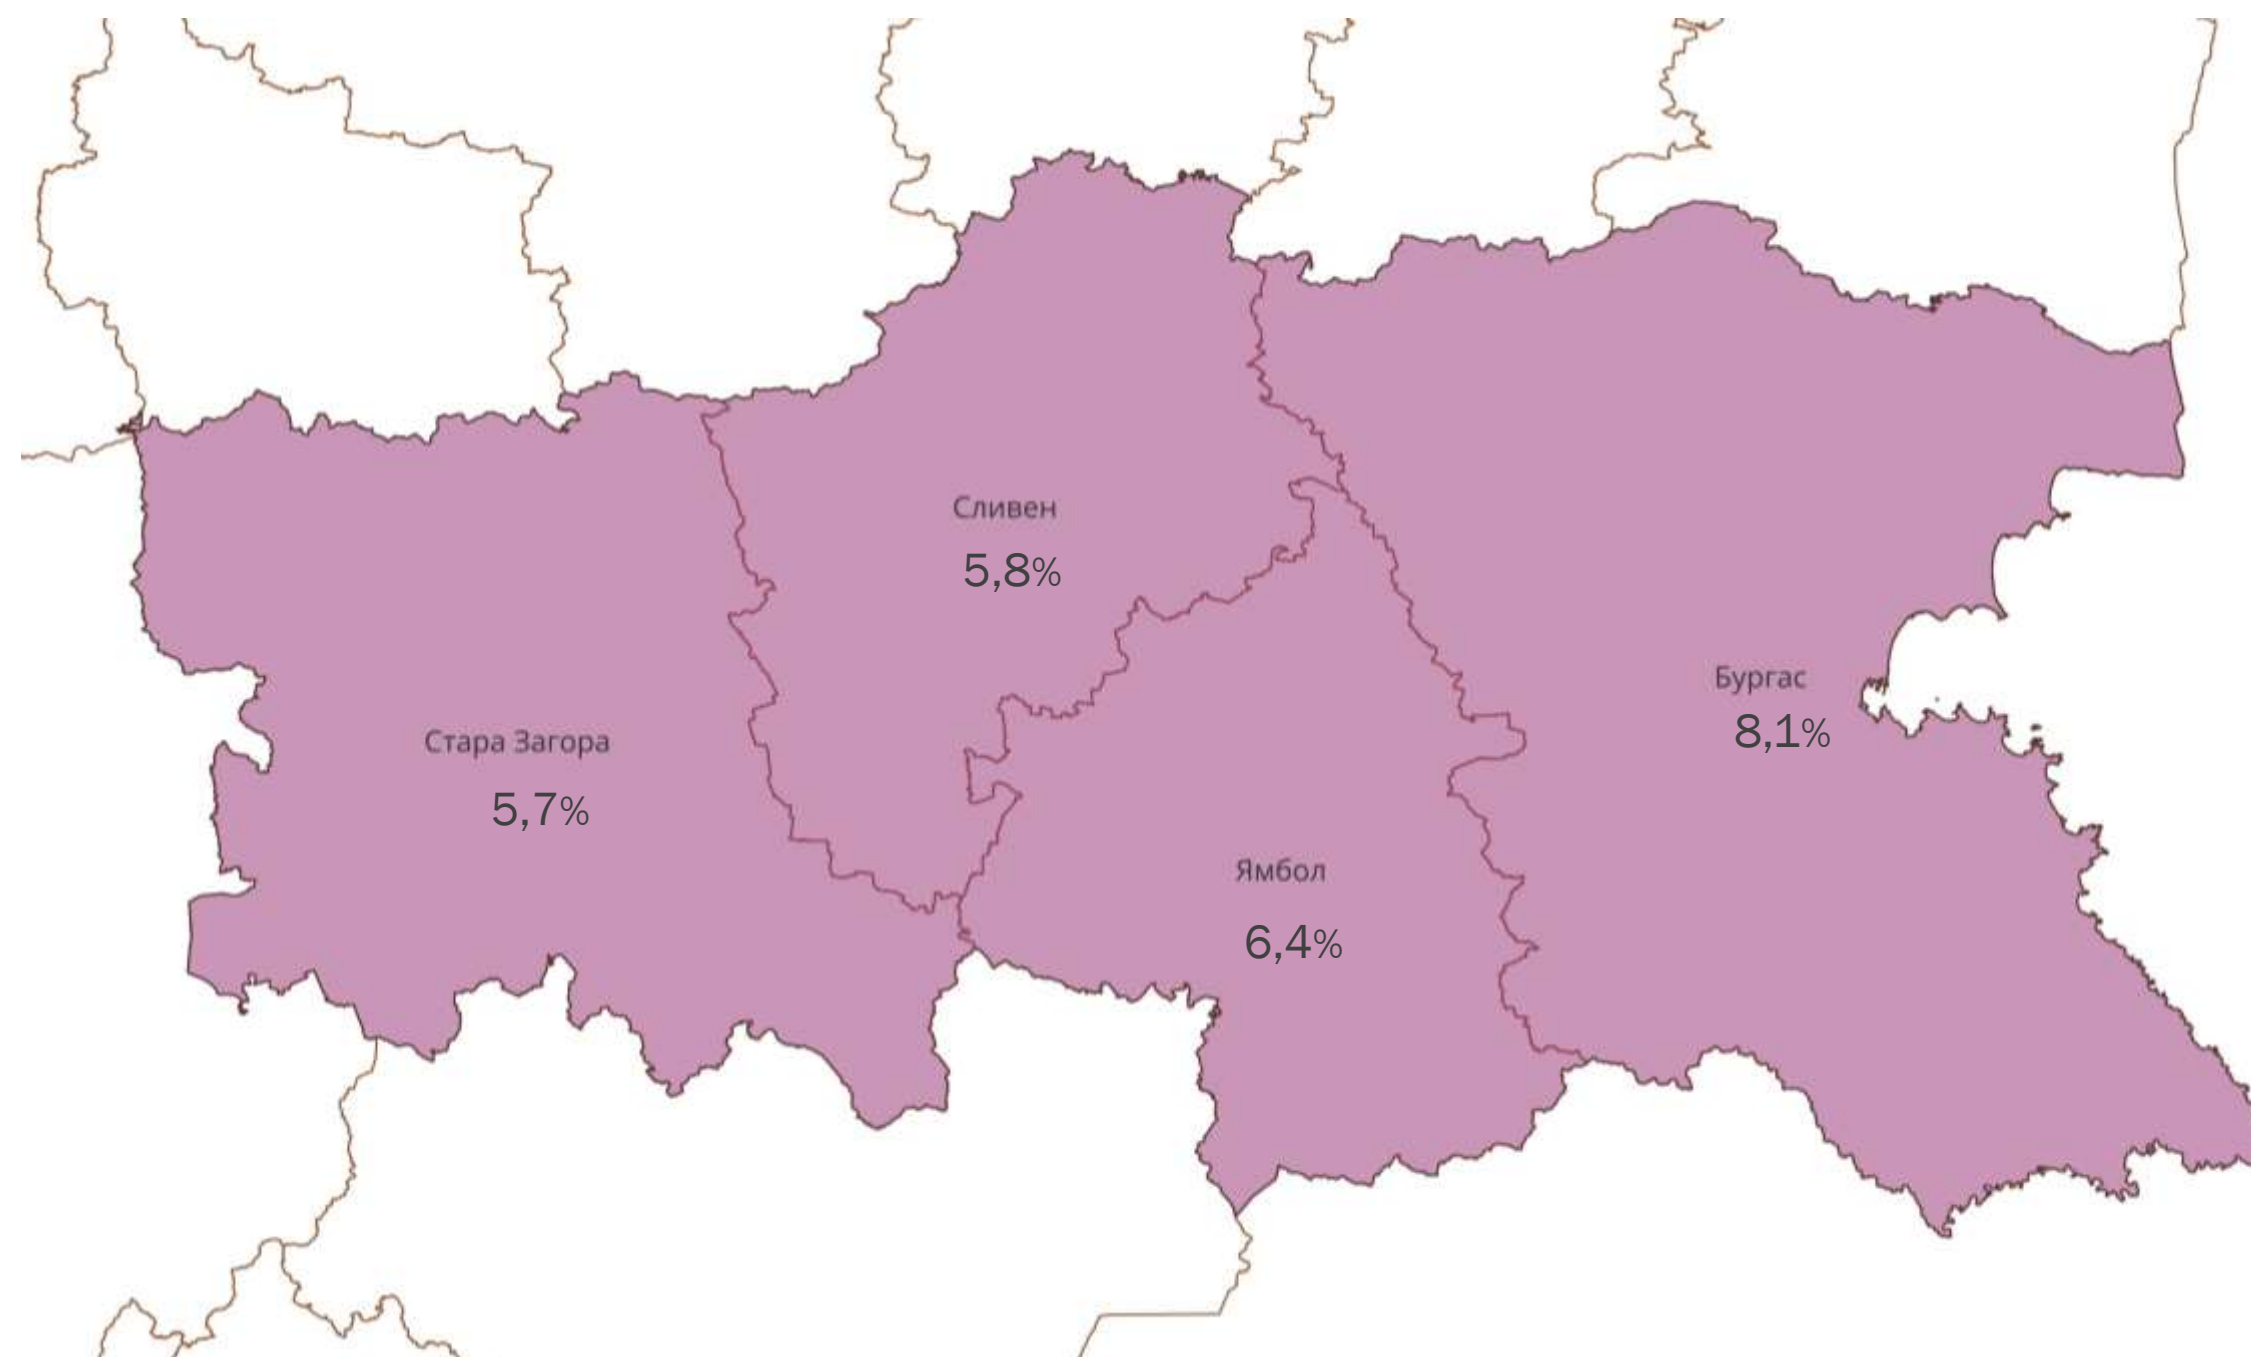 Сливен
5,8%
Бургас
8,1%
Стара Загора
5,7%
Ямбол
6,4%